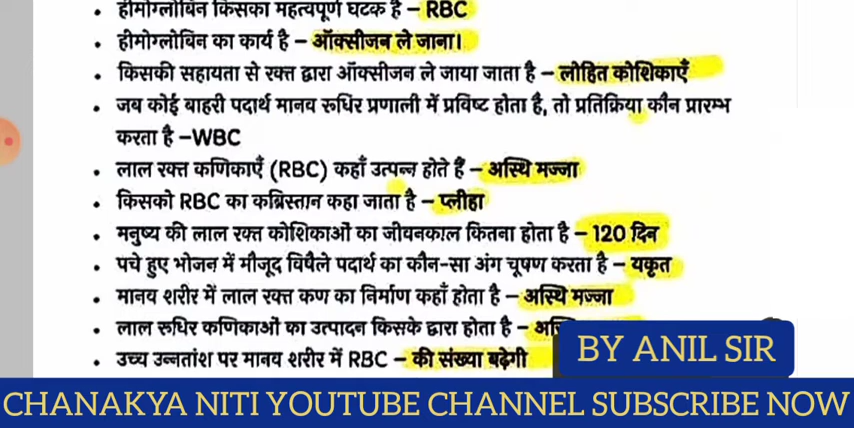 • हीमोग्लोबिन किसका महत्वपूर्ण घटक है – RBC
• हीमोग्लोबिन का कार्य है – ऑक्सीजन ले जाना।
• किसकी सहायता से रक्त द्वारा ऑक्सीजन ले जाया जाता है – लोहित कोशिकाएँ
• जब कोई बाहरी पदार्थ मानव रूधिर प्रणाली में प्रविष्ट होता है, तो प्रतिक्रिया कौन प्रारम्भ
करता है –WBC
• लाल रक्त कणिकाएँ (RBC) कहाँ उत्पन्न होते हैं – अस्थि मज्जा
• किसको RBC का कब्रिस्तान कहा जाता है – प्लीहा
• मनुष्य की लाल रक्त कोशिकाओं का जीवनकाल कितना होता है – 120 दिन
• पचे हुए भोजन में मौजूद विषैले पदार्थ का कौन-सा अंग चूषण करता है – यकृत
• मानव शरीर में लाल रक्त कण का निर्माण कहाँ होता है – अस्थि मज्जा
• लाल रूधिर कणिकाओं का उत्पादन किसके द्वारा होता है –
• उच्च उन्नतांश पर मानव शरीर में RBC – की संख्या बढ़ेगी
BY ANIL SIR
CHANAKYA NITI YOUTUBE CHANNEL SUBSCRIBE NOW